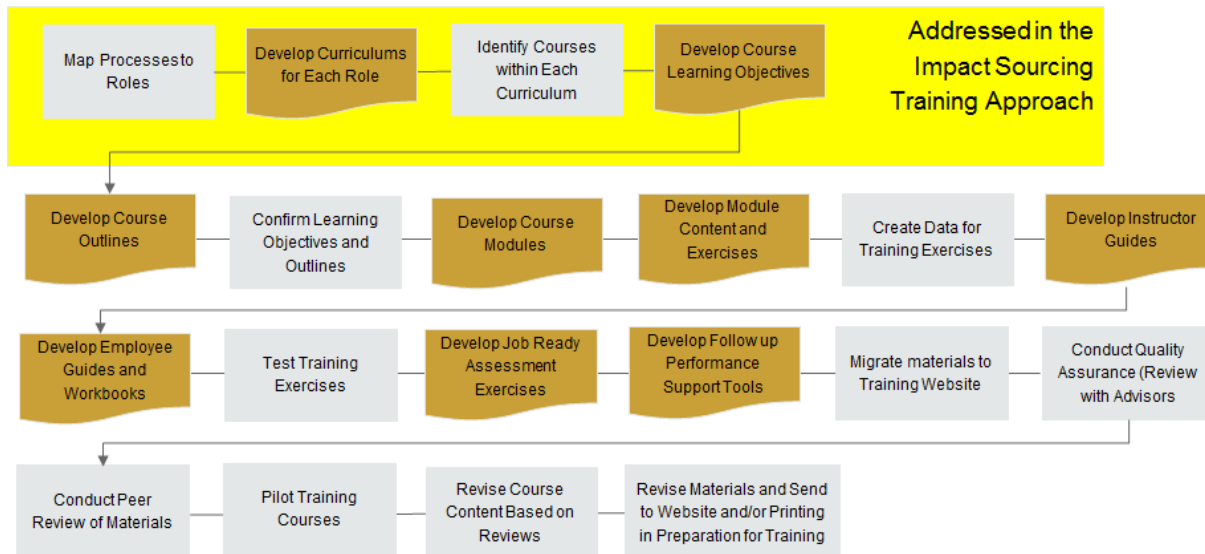 Addressed in the
Impact Sourcing
Training Approach
Map Processes to
Roles
Develop Curriculums
for Each Role
Identify Courses
within Each
Curriculum
Develop Course
Learning Objectives
Develop Course
Outlines
Confirm Learning
Objectives and
Outlines
Develop Course
Modules
Develop Module
Content and
Exercises
Create Data for
Training Exercises
Develop Instructor
Guides
Develop Employee
Guides and
Workbooks
Test Training
Exercises
Develop Job Ready
Assessment
Exercises
Develop Follow up
Performance
Support Tools
Migrate materials to
Training Website
Conduct Quality
Assurance (Review
with Advisors
Conduct Peer
Review of Materials
Pilot Training
Courses
Revise Course
Content Based on
Reviews
Revise Materials and Send
to Website and/or Printing
in Preparation for Training